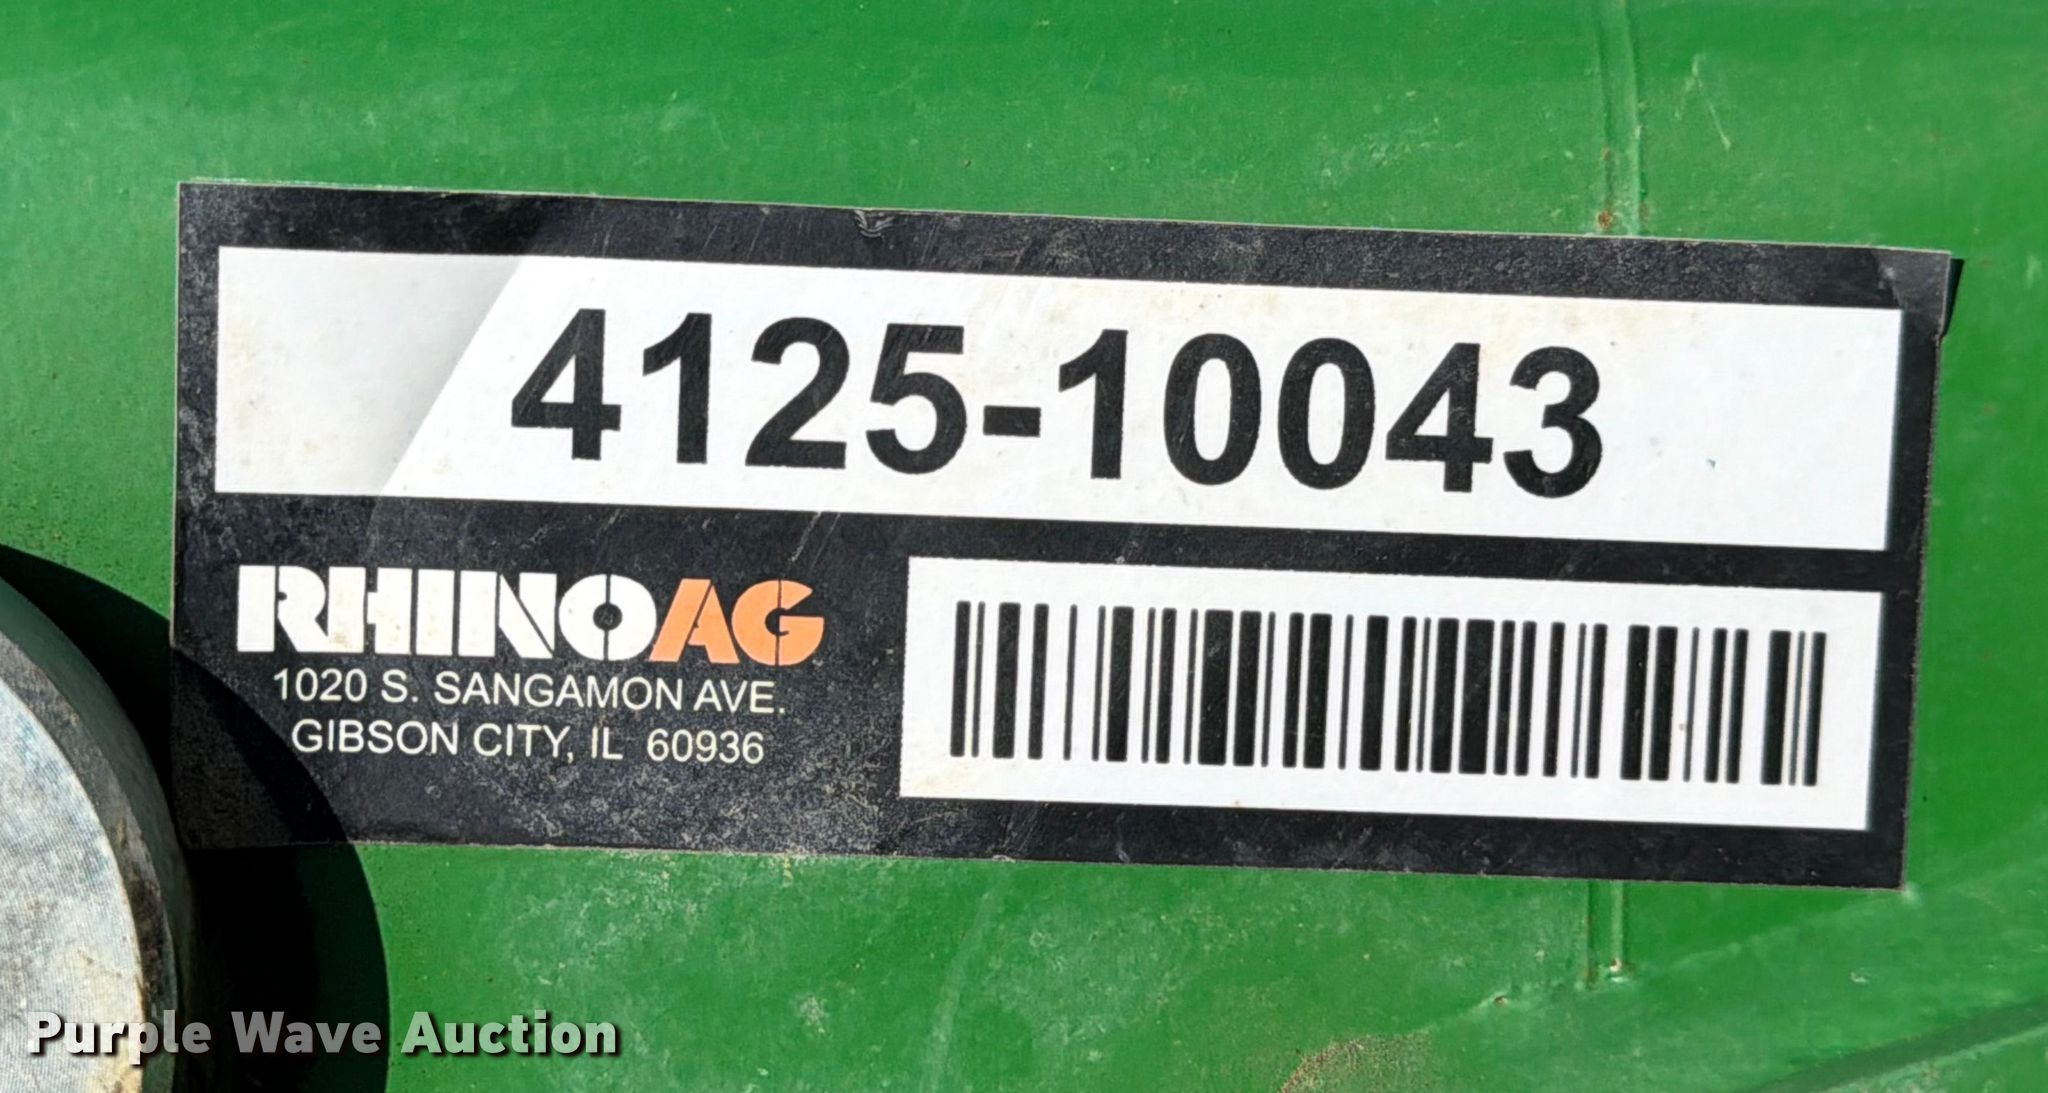 4125-10043
RHINOAG
1020 S. SANGAMON AVE.
GIBSON CITY, IL 60936
Purple Wave Auction